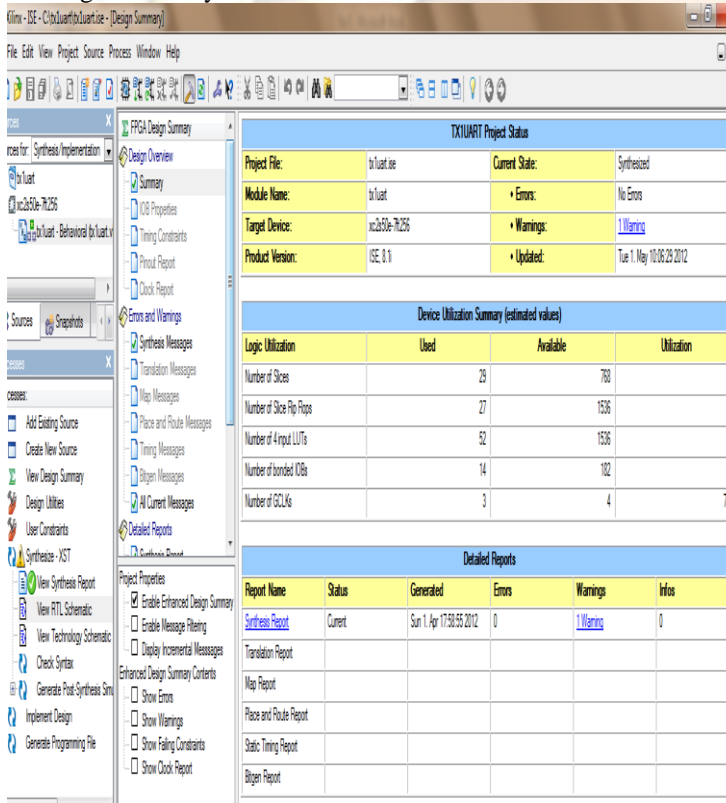 Xilinx - ISE - C:\tx1uart\tx1uart.ise - [Design Summary]
File Edit View Project Source Process Window Help
Sources for: Synthesis/Implementation
tx1uart
xc2s50e-7ft256
tx1uart - Behavioral (tx1uart.v
Sources
Snapshots
Processes:
Add Existing Source
Create New Source
View Design Summary
Design Utilities
User Constraints
Synthesize - XST
View Synthesis Report
View RTL Schematic
View Technology Schematic
Check Syntax
Generate Post-Synthesis Simu
Implement Design
Generate Programming File
FPGA Design Summary
Design Overview
Summary
IOB Properties
Timing Constraints
Pinout Report
Clock Report
Errors and Warnings
Synthesis Messages
Translation Messages
Map Messages
Place and Route Messages
Timing Messages
Bitgen Messages
All Current Messages
Detailed Reports
Synthesis Report
Project Properties
Enable Enhanced Design Summary
Enable Message Filtering
Display Incremental Messages
Enhanced Design Summary Contents
Show Errors
Show Warnings
Show Failing Constraints
Show Clock Report
TX1UART Project Status
Project File: tx1uart.ise Current State: Synthesized
Module Name: tx1uart • Errors: No Errors
Target Device: xc2s50e-7ft256 • Warnings: 1 Warning
Product Version: ISE, 8.1i • Updated: Tue 1. May 10:06:29 2012
Device Utilization Summary (estimated values)
Logic Utilization Used Available Utilization
Number of Slices 29 768
Number of Slice Flip Flops 27 1536
Number of 4 input LUTs 52 1536
Number of bonded IOBs 14 182
Number of GCLKs 3 4 7
Detailed Reports
Report Name Status Generated Errors Warnings Infos
Synthesis Report Current Sun 1. Apr 17:58:55 2012 0 1 Warning 0
Translation Report
Map Report
Place and Route Report
Static Timing Report
Bitgen Report